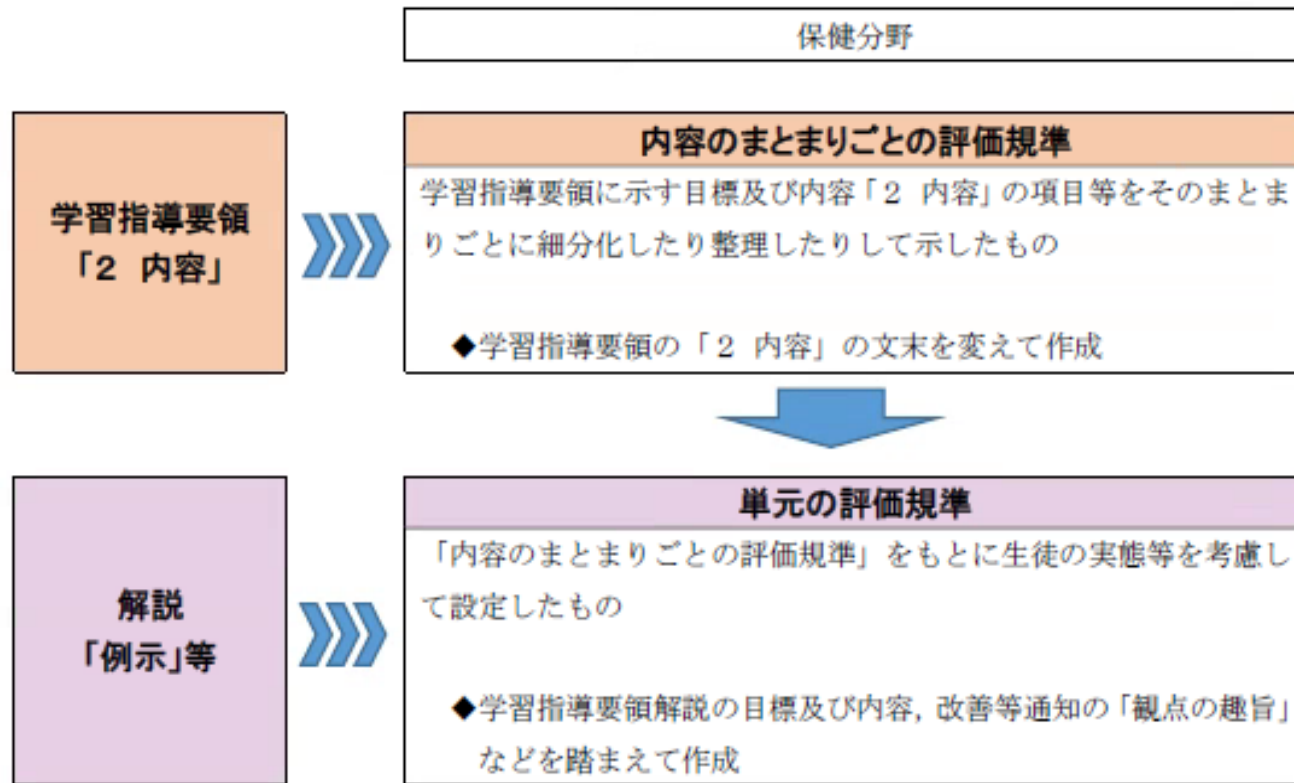 保健分野
学習指導要領
「２　内容」
内容のまとまりごとの評価規準
学習指導要領に示す目標及び内容「２　内容」の項目等をそのまとま
りごとに細分化したり整理したりして示したもの
◆学習指導要領の「２　内容」の文末を変えて作成
解説
「例示」等
単元の評価規準
「内容のまとまりごとの評価規準」をもとに生徒の実態等を考慮し
て設定したもの
◆学習指導要領解説の目標及び内容，改善等通知の「観点の趣旨」
などを踏まえて作成